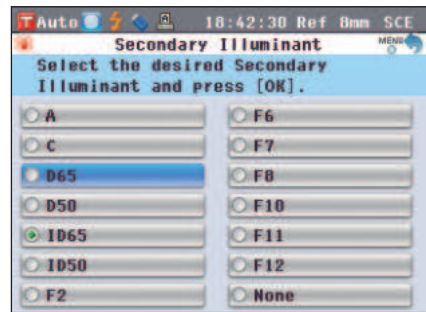 Auto 18:42:30 Ref 8mm SCE
Secondary Illuminant MENU
Select the desired Secondary
Illuminant and press [OK].
A F6
C F7
D65 F8
D50 F10
ID65 F11
ID50 F12
F2 None